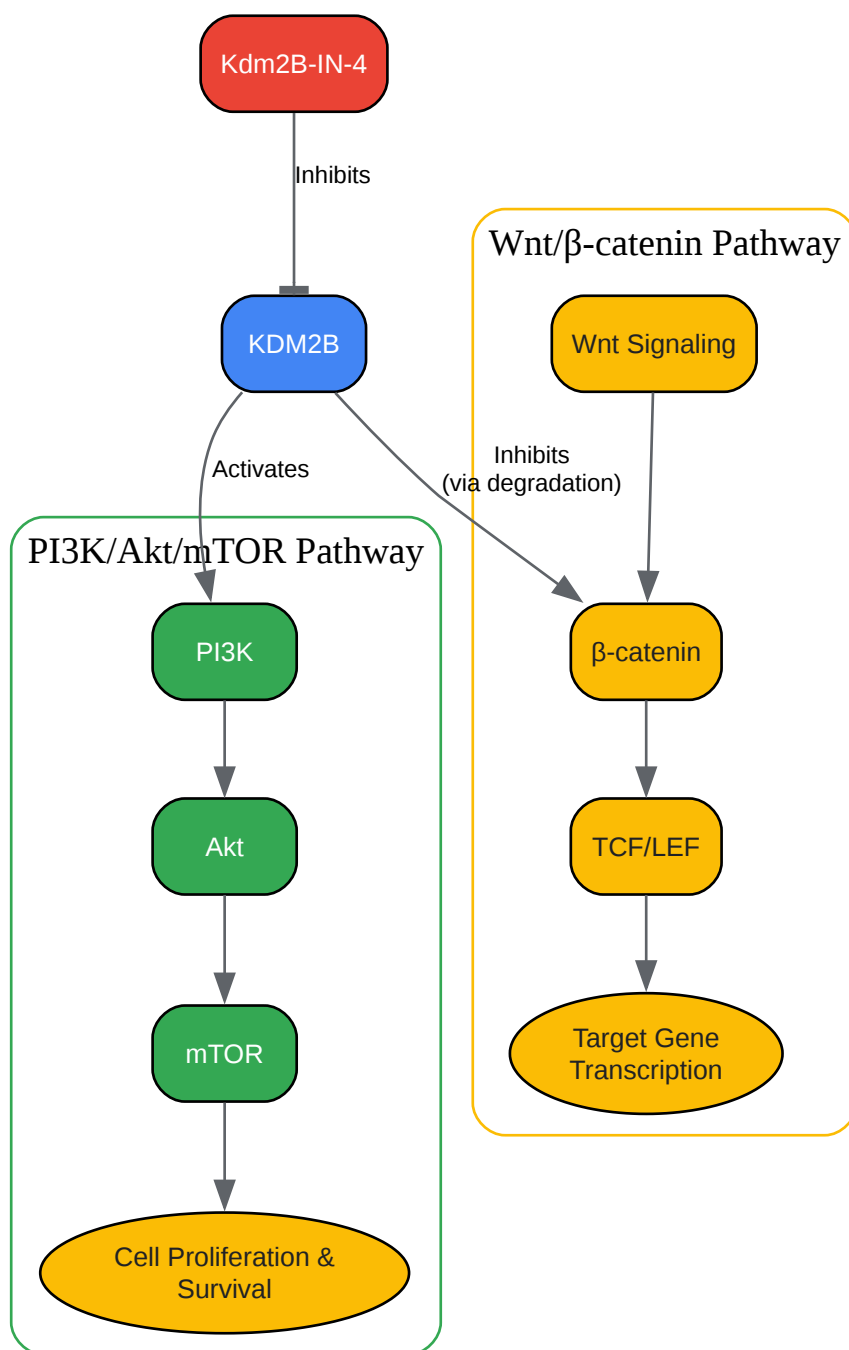 Kdm2B-IN-4
Inhibits
Wnt/β-catenin Pathway
KDM2B
Wnt Signaling
Activates
Inhibits
(via degradation)
PI3K/Akt/mTOR Pathway
PI3K
β-catenin
Akt
TCF/LEF
mTOR
Target Gene
Transcription
Cell Proliferation &
Survival